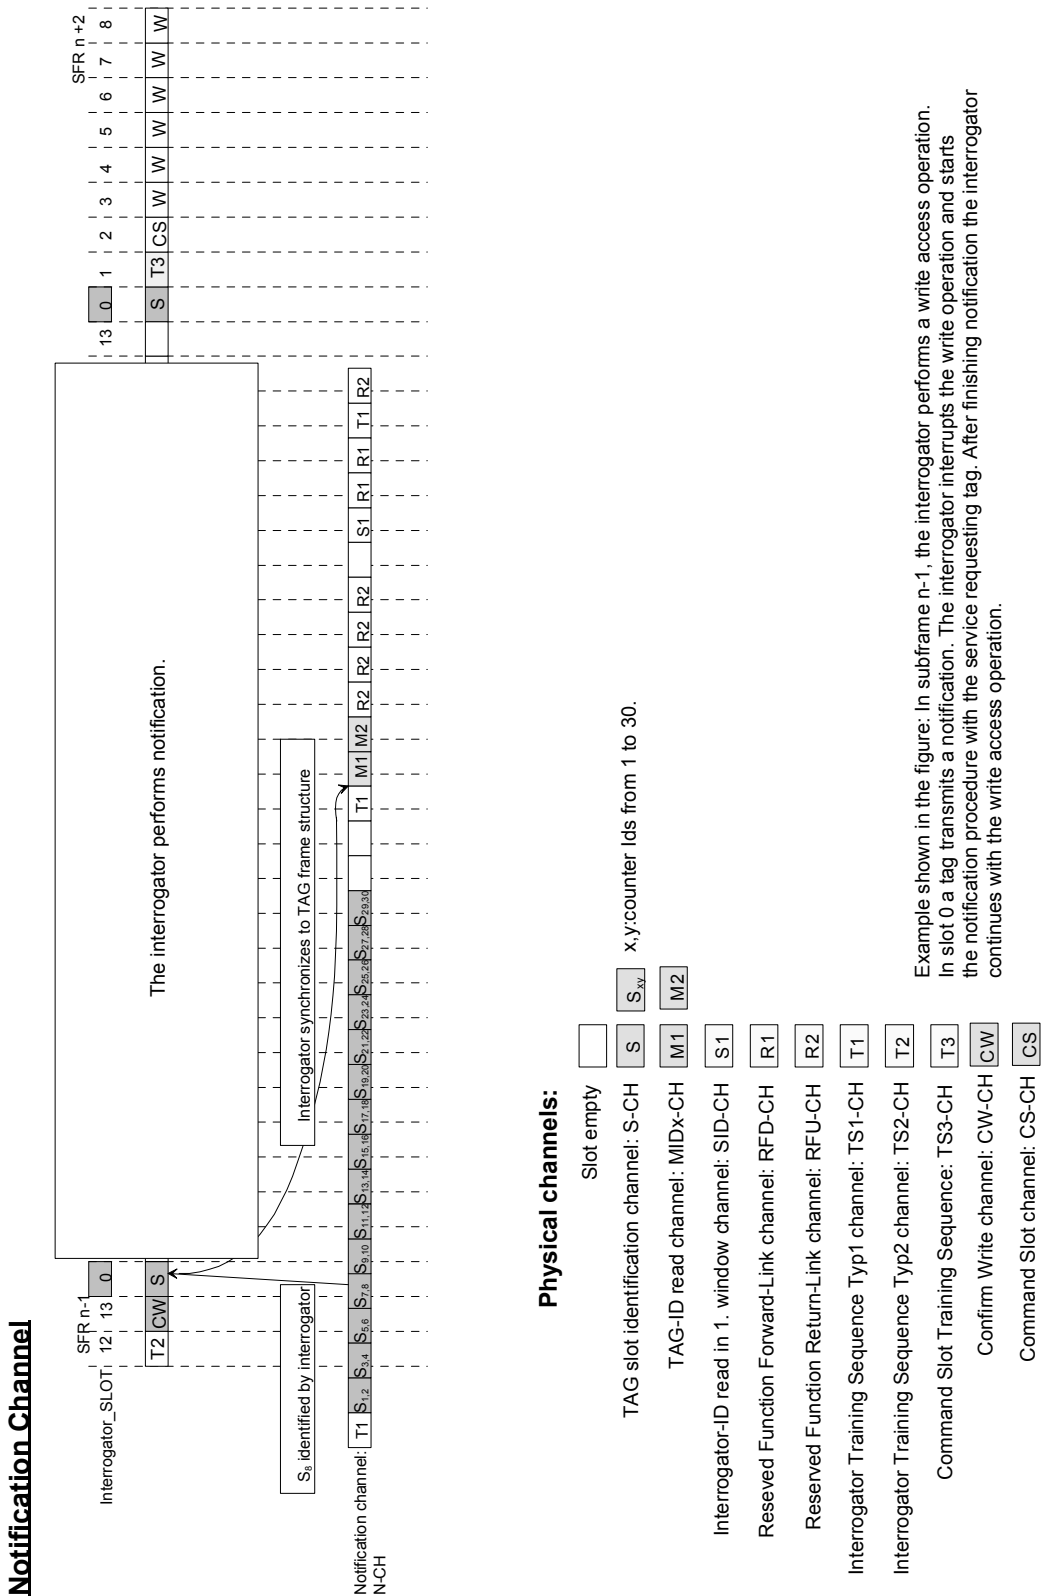 Notification Channel
SFR n-1
SFR n +2
Interrogator_SLOT 12 13 0
13 0 1 2 3 4 5 6 7 8
T2 CW S
S T3 CS W W W W W W
The interrogator performs notification.
S8 identified by interrogator
Interrogator synchronizes to TAG frame structure
Notification channel:
N-CH
T1 S1,2 S3,4 S5,6 S7,8 S9,10 S11,12 S13,14 S15,16 S17,18 S19,20 S21,22 S23,24 S25,26 S27,28 S29,30 T1 M1 M2 R2 R2 R2 R2 S1 R1 R1 T1 R2
Physical channels:
Slot empty
TAG slot identification channel: S-CH S Sxy x,y:counter Ids from 1 to 30.
TAG-ID read channel: MIDx-CH M1 M2
Interrogator-ID read in 1. window channel: SID-CH S1
Reseved Function Forward-Link channel: RFD-CH R1
Reserved Function Return-Link channel: RFU-CH R2
Interrogator Training Sequence Typ1 channel: TS1-CH T1
Interrogator Training Sequence Typ2 channel: TS2-CH T2
Command Slot Training Sequence: TS3-CH T3
Confirm Write channel: CW-CH CW
Command Slot channel: CS-CH CS
Example shown in the figure: In subframe n-1, the interrogator performs a write access operation.
In slot 0 a tag transmits a notification. The interrogator interrupts the write operation and starts
the notification procedure with the service requesting tag. After finishing notification the interrogator
continues with the write access operation.